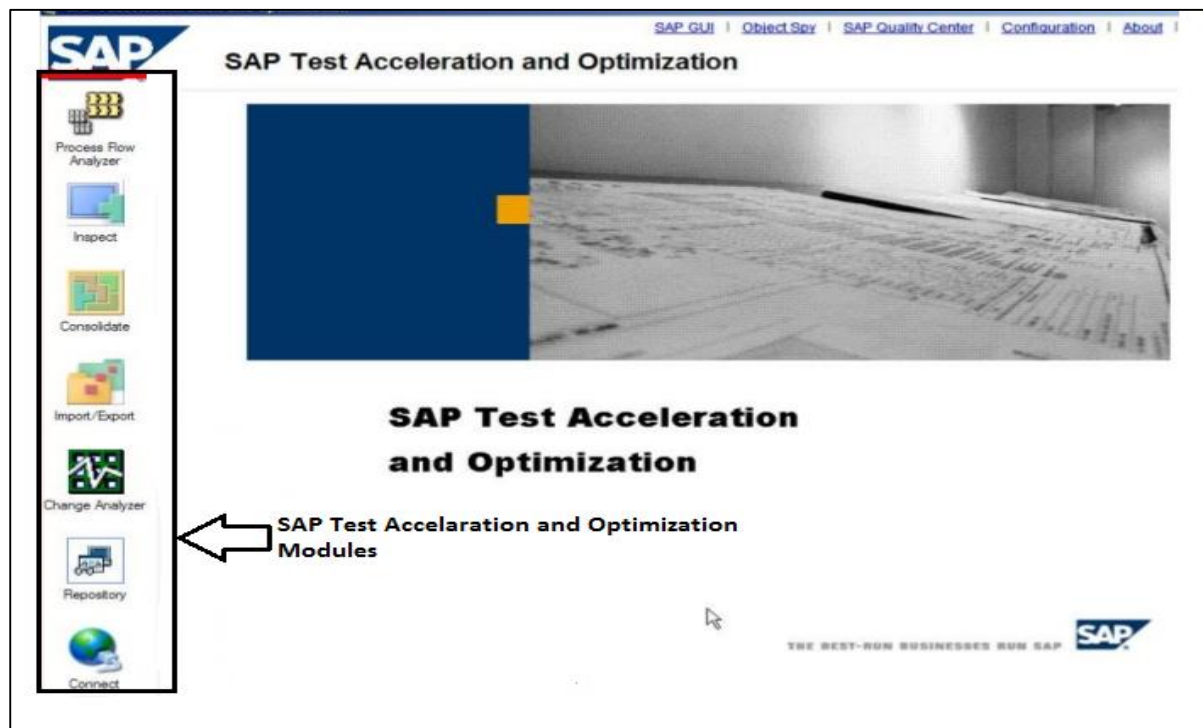 SAP GUI | Object Spy | SAP Quality Center | Configuration | About |
SAP
SAP Test Acceleration and Optimization
Process Flow
Analyzer
Inspect
Consolidate
Import/Export
Change Analyzer
Repository
Connect
SAP Test Acceleration
and Optimization
SAP Test Accelaration and Optimization
Modules
THE BEST-RUN BUSINESSES RUN SAP
SAP